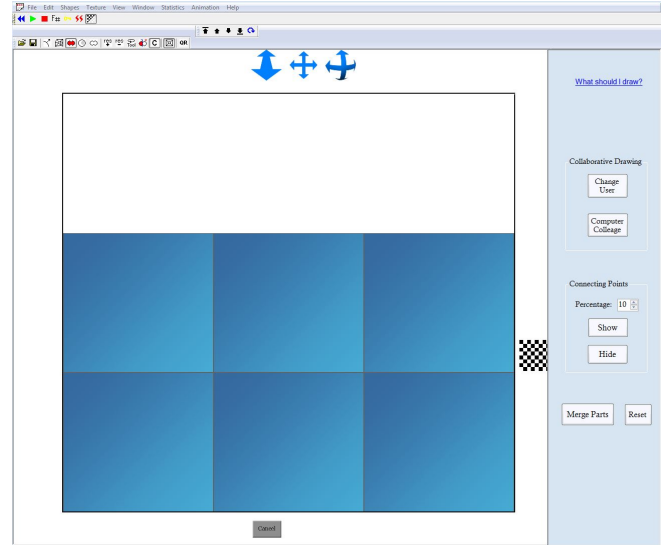 File Edit Shapes Texture View Window Statistics Animation Help
What should I draw?
Collaborative Drawing
Change
User
Computer
Colleage
Connecting Points
Percentage: 10
Show
Hide
Merge Parts Reset
Cancel